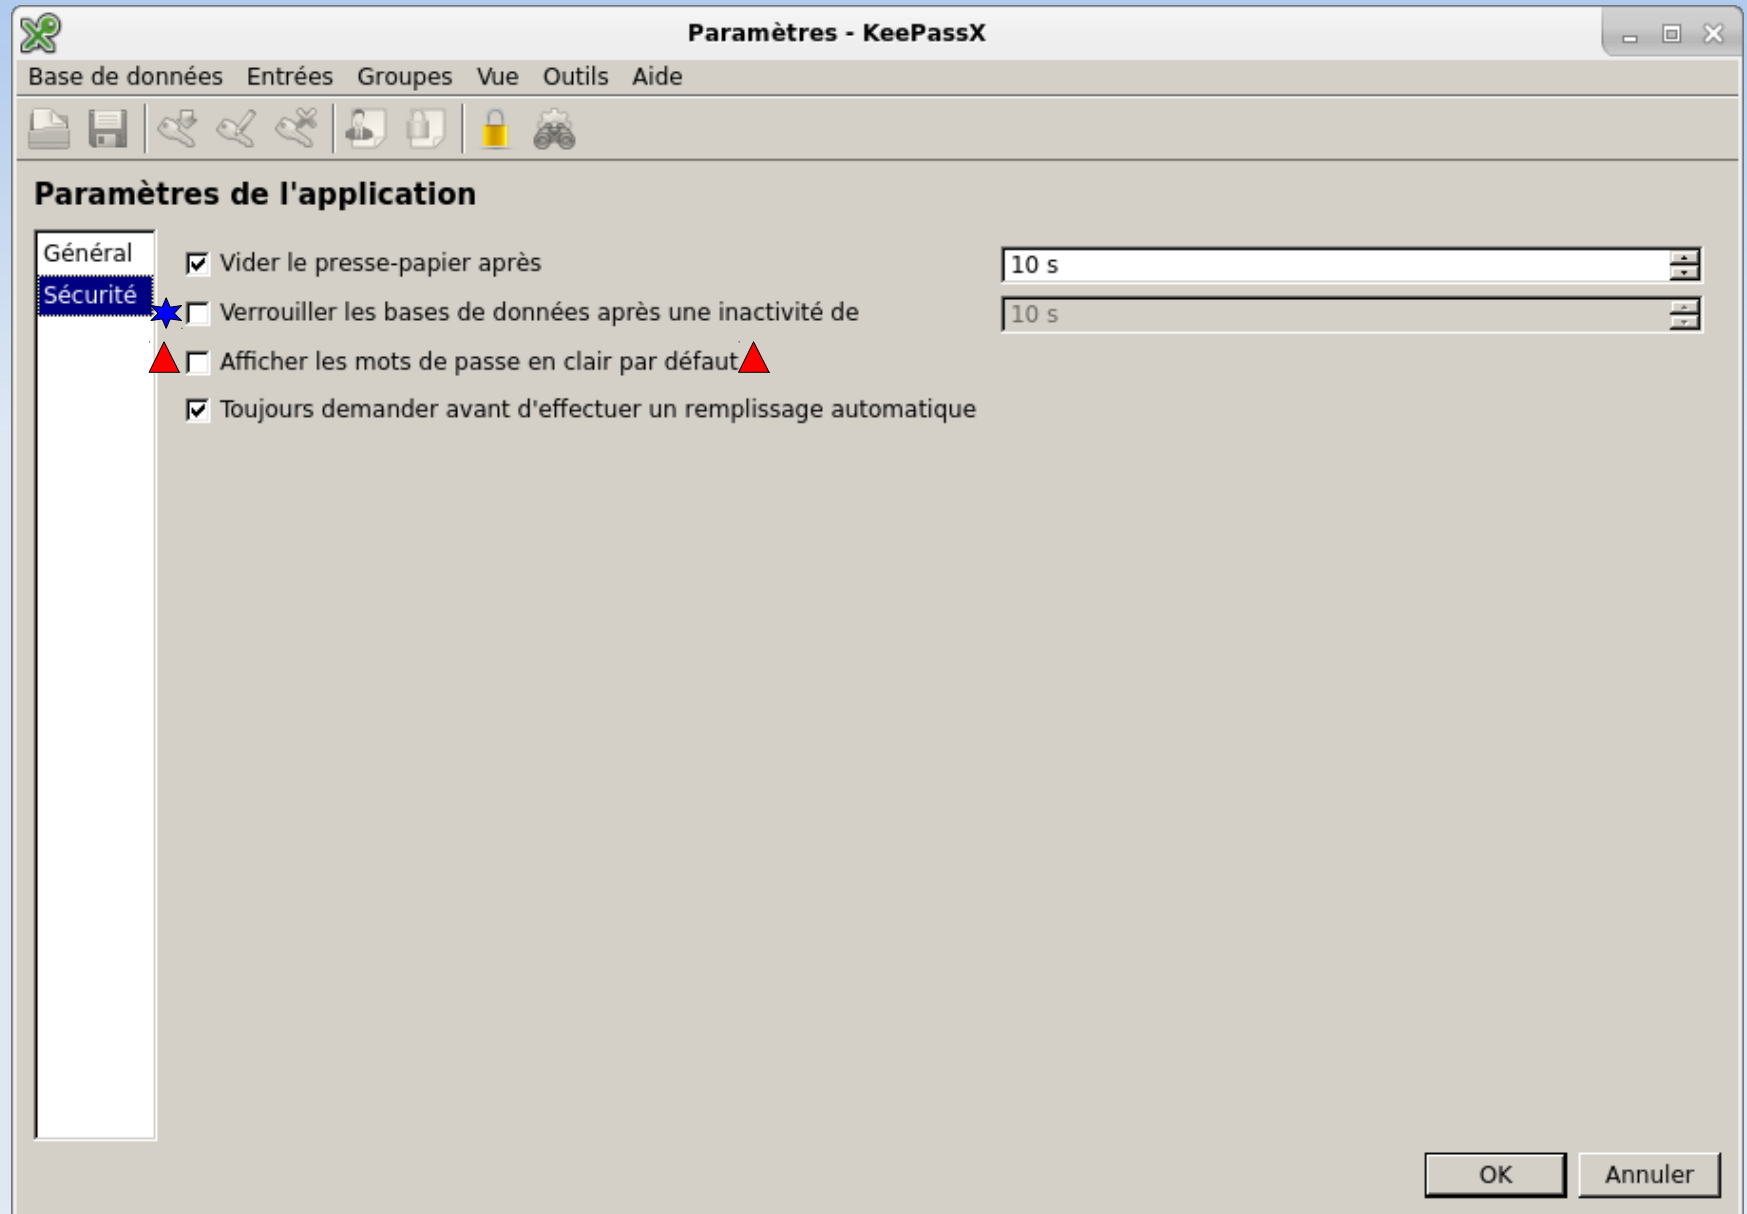 Paramètres - KeePassX
Base de données Entrées Groupes Vue Outils Aide
Paramètres de l'application
Général
Sécurité
Vider le presse-papier après 10 s
Verrouiller les bases de données après une inactivité de 10 s
Afficher les mots de passe en clair par défaut
Toujours demander avant d'effectuer un remplissage automatique
OK Annuler